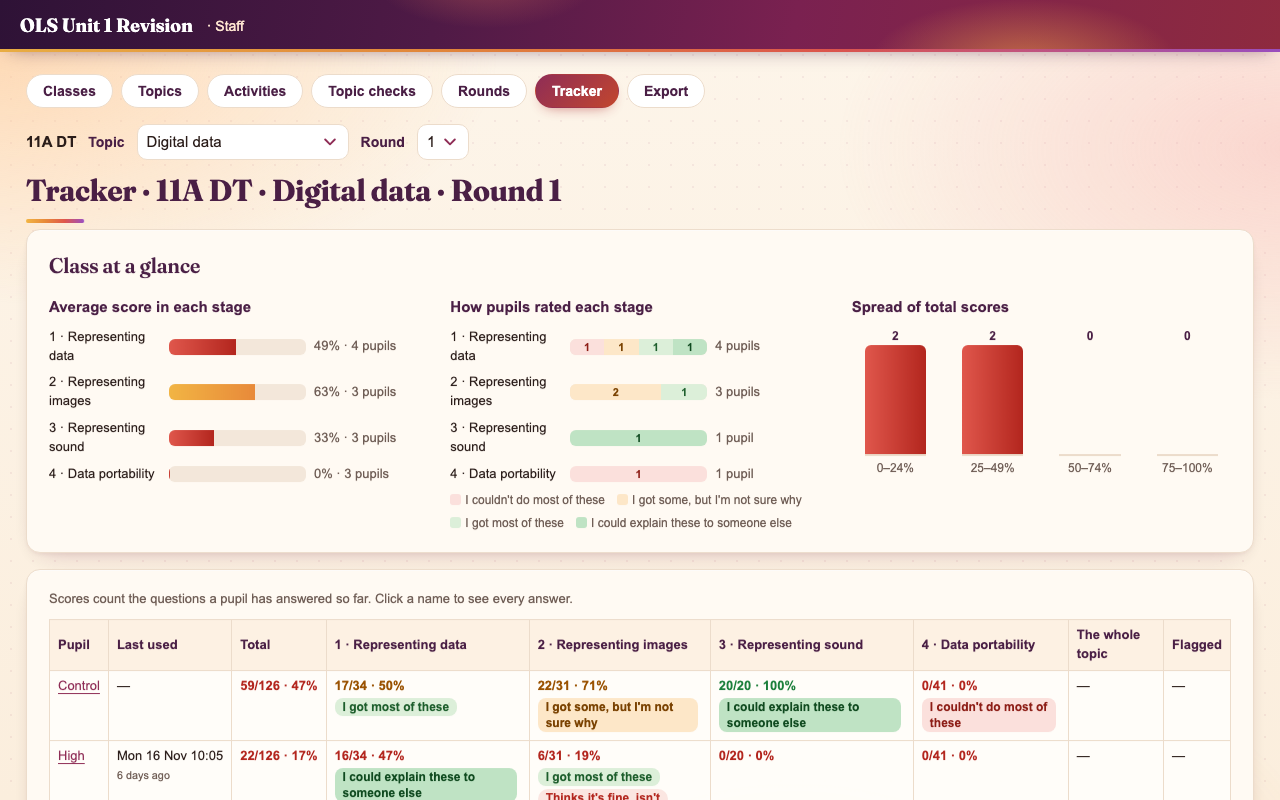 OLS Unit 1 Revision · Staff
Classes Topics Activities Topic checks Rounds Tracker Export
11A DT Topic Digital data Round 1
Tracker · 11A DT · Digital data · Round 1
Class at a glance
Average score in each stage
1 · Representing data 49% · 4 pupils
2 · Representing images 63% · 3 pupils
3 · Representing sound 33% · 3 pupils
4 · Data portability 0% · 3 pupils
How pupils rated each stage
1 · Representing data 1 1 1 1 4 pupils
2 · Representing images 2 1 3 pupils
3 · Representing sound 1 1 pupil
4 · Data portability 1 1 pupil
I couldn't do most of these I got some, but I'm not sure why
I got most of these I could explain these to someone else
Spread of total scores
2 2 0 0
0–24% 25–49% 50–74% 75–100%
Scores count the questions a pupil has answered so far. Click a name to see every answer.
Pupil Last used Total 1 · Representing data 2 · Representing images 3 · Representing sound 4 · Data portability The whole topic Flagged
Control — 59/126 · 47% 17/34 · 50% 22/31 · 71% 20/20 · 100% 0/41 · 0% — —
I got most of these I got some, but I'm not sure why I could explain these to someone else I couldn't do most of these
High Mon 16 Nov 10:05 22/126 · 17% 16/34 · 47% 6/31 · 19% 0/20 · 0% 0/41 · 0% — —
6 days ago I could explain these to someone else I got most of these
Thinks it's fine, isn't